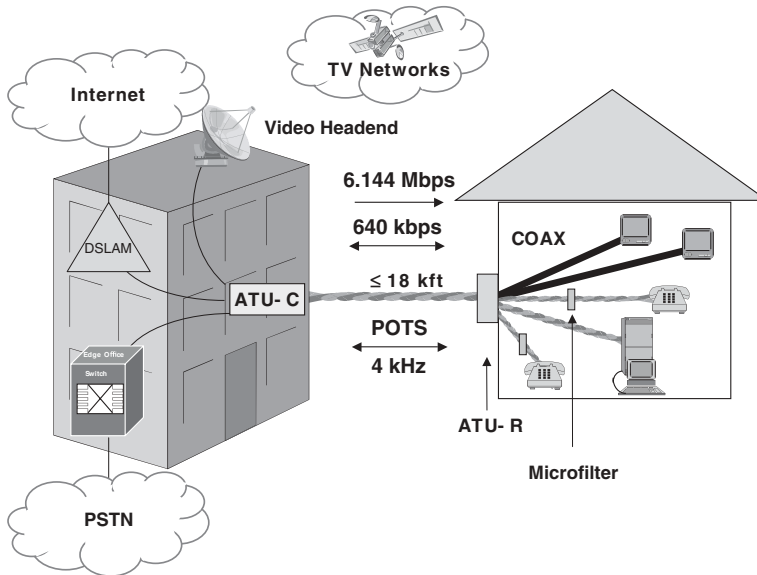 TV Networks
Internet
Video Headend
6.144 Mbps
640 kbps
COAX
DSLAM
≤ 18 kft
ATU- C
POTS
4 kHz
Edge Office
Switch
ATU- R
Microfilter
PSTN